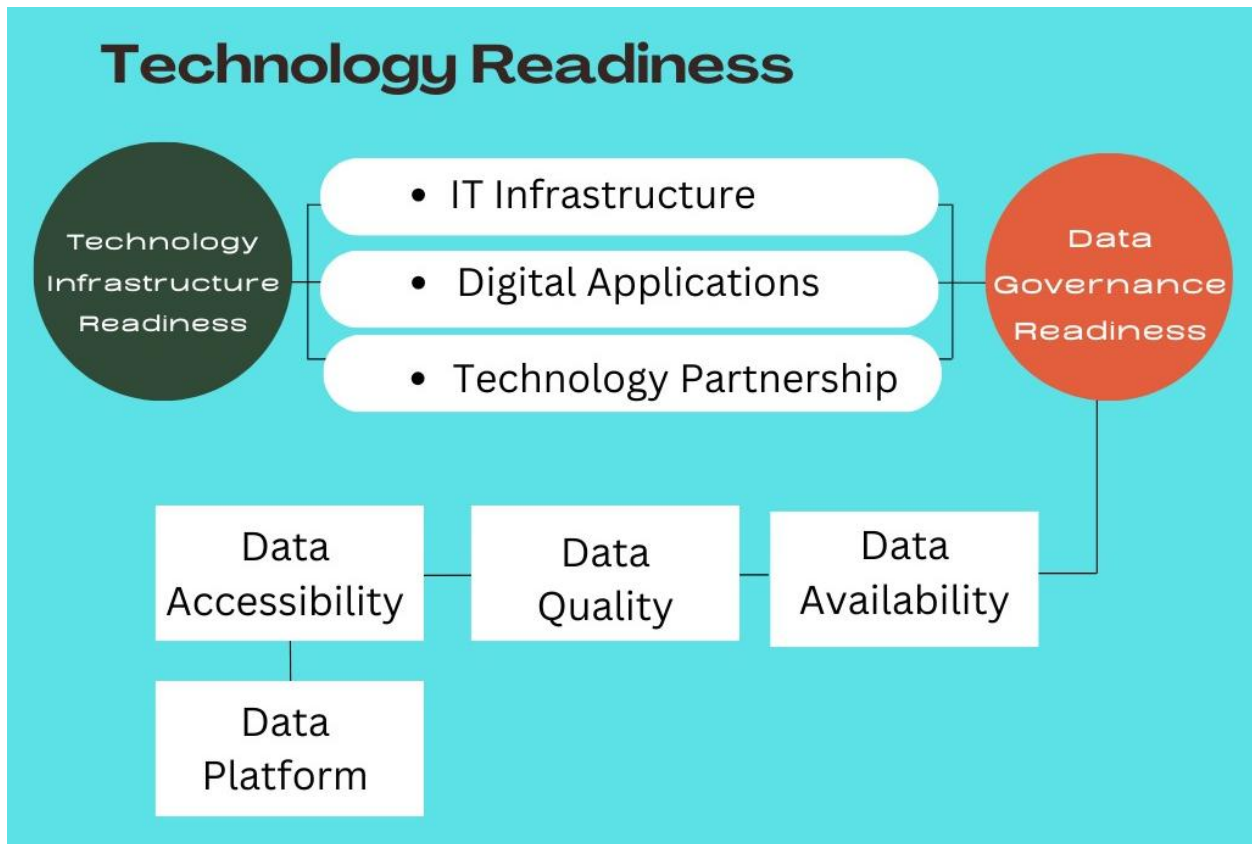 Technology Readiness
Technology
Infrastructure
Readiness
• IT Infrastructure
• Digital Applications
• Technology Partnership
Data
Governance
Readiness
Data
Accessibility
Data
Quality
Data
Availability
Data
Platform